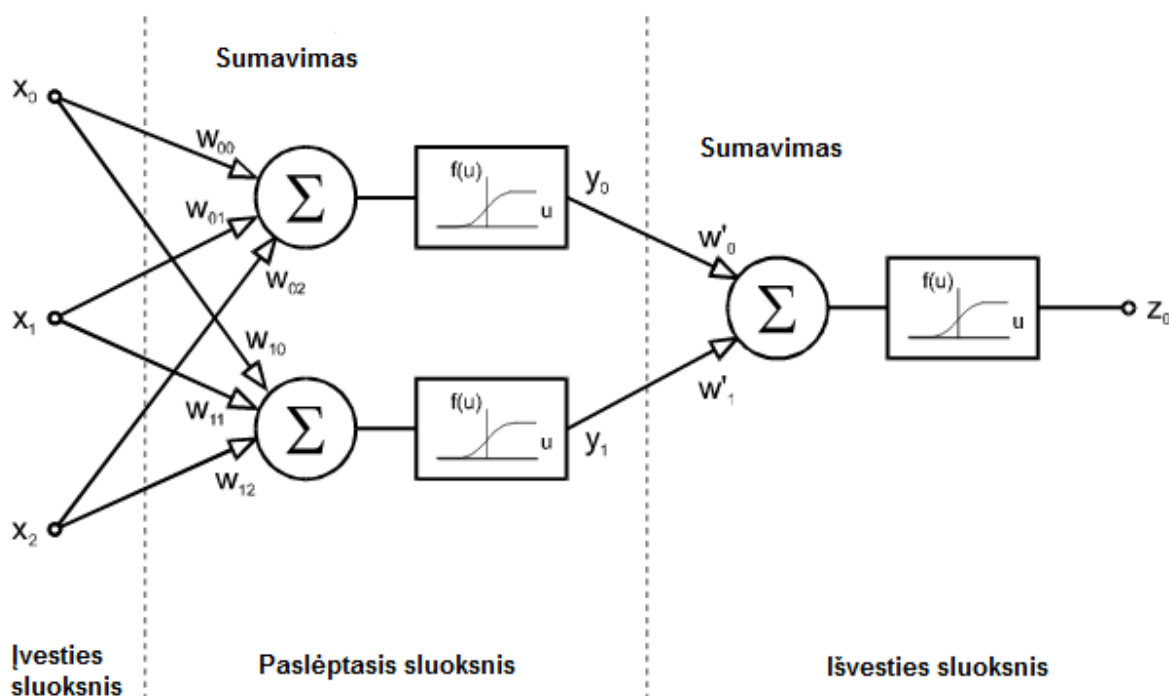 Sumavimas
x₀
w₀₀
f(u)
u
y₀
Sumavimas
w₀₁
w₀₂
w'₀
f(u)
u
z₀
x₁
w₁₀
w₁₁
f(u)
u
w'₁
y₁
w₁₂
x₂
Σ
Σ
Σ
Įvesties
sluoksnis
Paslėptasis sluoksnis
Išvesties sluoksnis